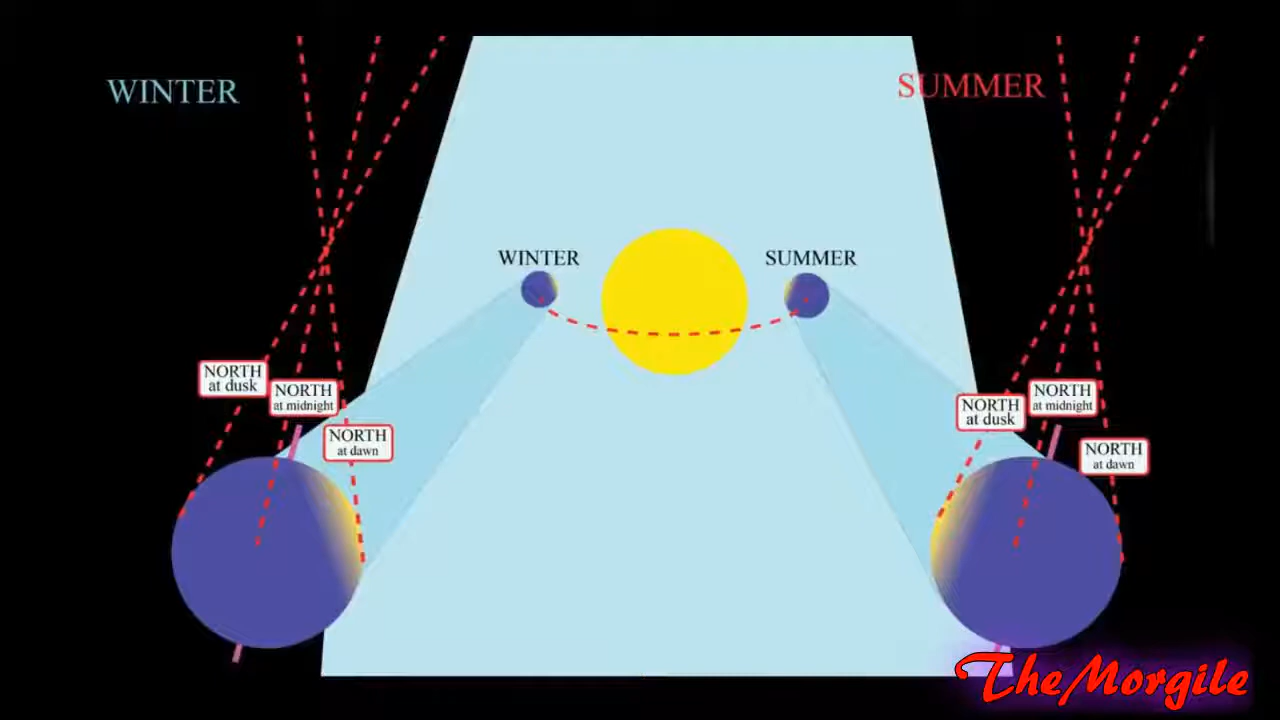 WINTER
SUMMER
WINTER
SUMMER
NORTH
at dusk
NORTH
at midnight
NORTH
at dawn
NORTH
at dusk
NORTH
at midnight
NORTH
at dawn
TheMorgile